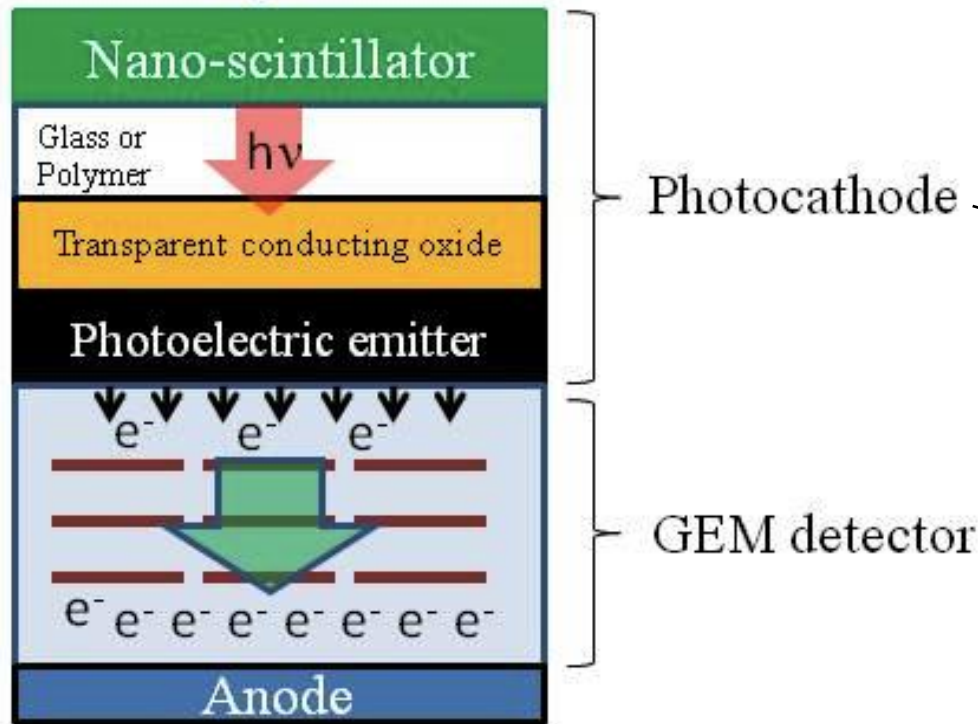 Nano-scintillator
Glass or
Polymer
hν
Transparent conducting oxide
Photoelectric emitter
Photocathode
e⁻ e⁻ e⁻
GEM detector
e⁻ e⁻ e⁻ e⁻ e⁻ e⁻ e⁻ e⁻
Anode